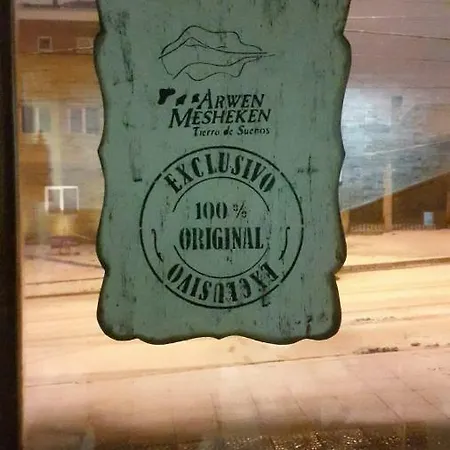 ARWEN
MESHEKEN
Tierra de Sueños
EXCLUSIVO
100%
ORIGINAL
EXCLUSIVO